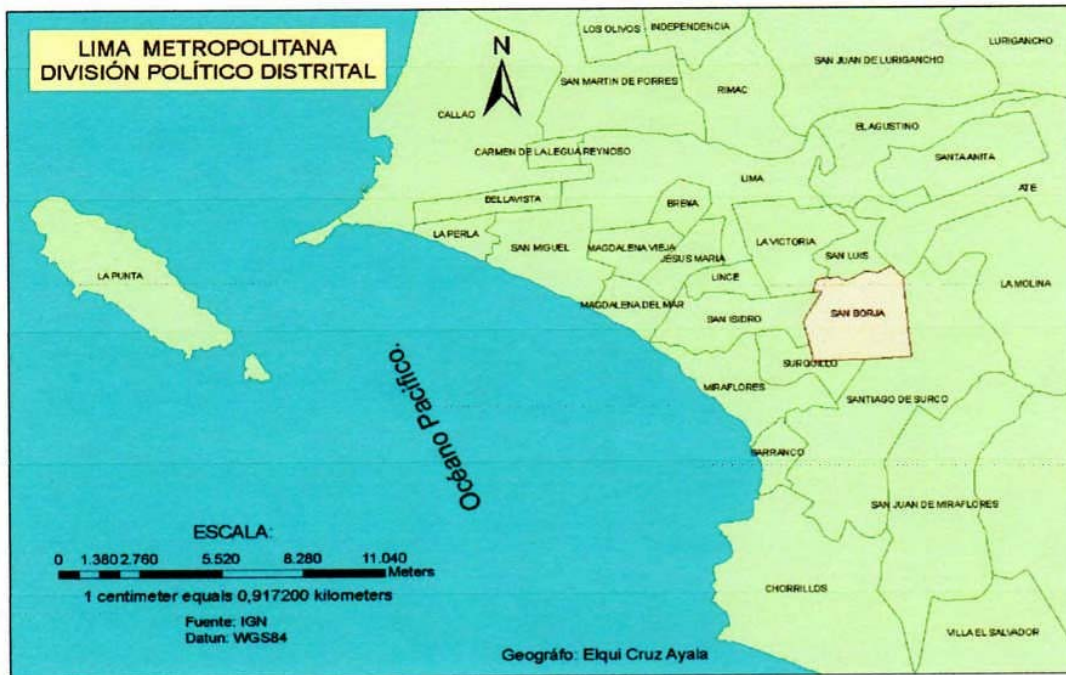 LIMA METROPOLITANA
DIVISIÓN POLÍTICO DISTRITAL
N
LOS OLIVOS
INDEPENDENCIA
LURIGANCHO
SAN JUAN DE LURIGANCHO
SAN MARTIN DE PORRES
RIMAC
CALLAO
EL AGUSTINO
CARMEN DE LA LEGUA REYNOSO
SANTA ANITA
LIMA
ATE
BELLAVISTA
BREÑA
LA PERLA
SAN MIGUEL
MAGDALENA VIEJA
LA VICTORIA
JESUS MARIA
SAN LUIS
LA PUNTA
LINCE
LA MOLINA
MAGDALENA DEL MAR
SAN ISIDRO
SAN BORJA
SURQUILLO
MIRAFLORES
SANTIAGO DE SURCO
Océano Pacifico.
BARRANCO
SAN JUAN DE MIRAFLORES
ESCALA:
0 1.380 2.760 5.520 8.280 11.040
Meters
1 centimeter equals 0,917200 kilometers
CHORRILLOS
Fuente: IGN
Datun: WGS84
VILLA EL SALVADOR
Geográfo: Elqui Cruz Ayala